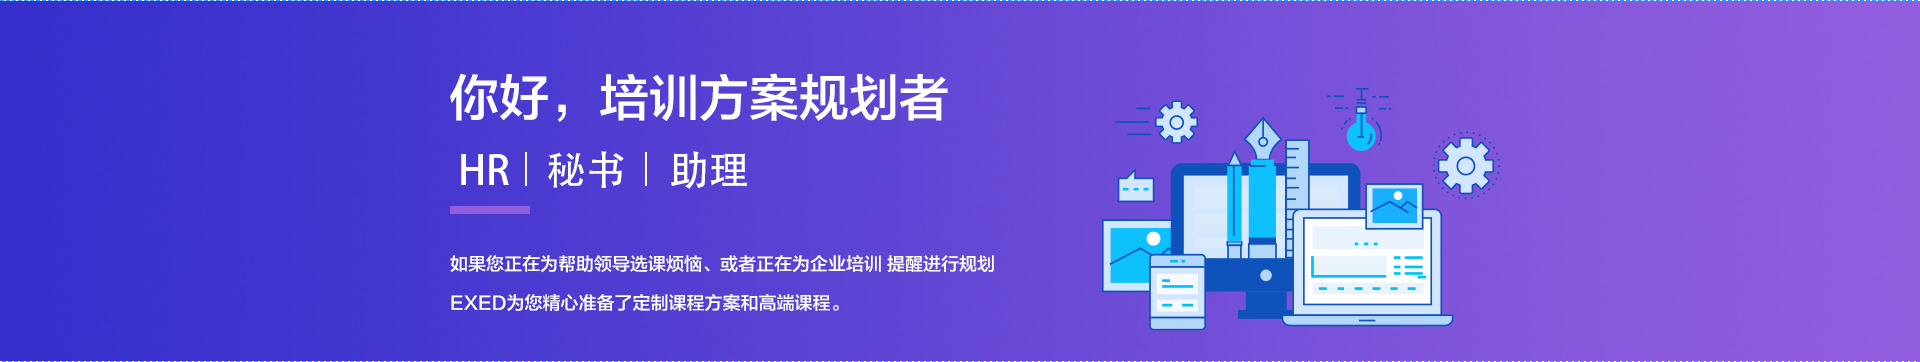 你好，培训方案规划者
HR｜秘书｜助理
如果您正在为帮助领导选课烦恼、或者正在为企业培训 提醒进行规划
EXED为您精心准备了定制课程方案和高端课程。